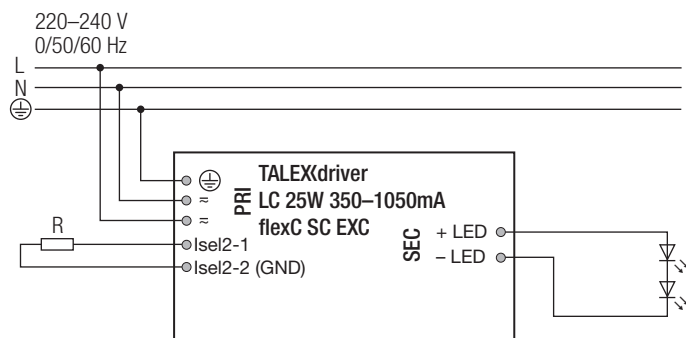 220–240 V
0/50/60 Hz
L
N
PRI
TALEXXdriver
LC 25W 350–1050mA
flexC SC EXC
≂
≂
R
Isel2-1
Isel2-2 (GND)
SEC
+ LED
– LED